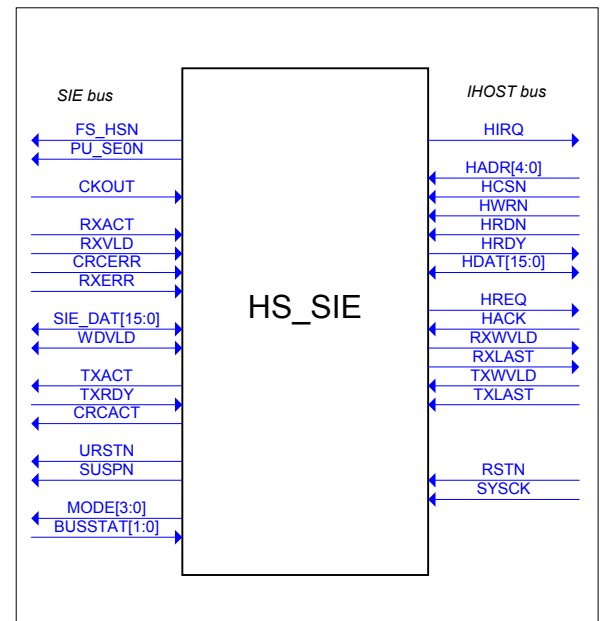 SIE bus
FS_HSN
PU_SE0N
CKOUT
RXACT
RXVLD
CRCERR
RXERR
SIE_DAT[15:0]
WDVLD
TXACT
TXRDY
CRCACT
URSTN
SUSPN
MODE[3:0]
BUSSTAT[1:0]
HS_SIE
IHOST bus
HIRQ
HADR[4:0]
HCSN
HWRN
HRDN
HRDY
HDAT[15:0]
HREQ
HACK
RXWVLD
RXLAST
TXWVLD
TXLAST
RSTN
SYSCK